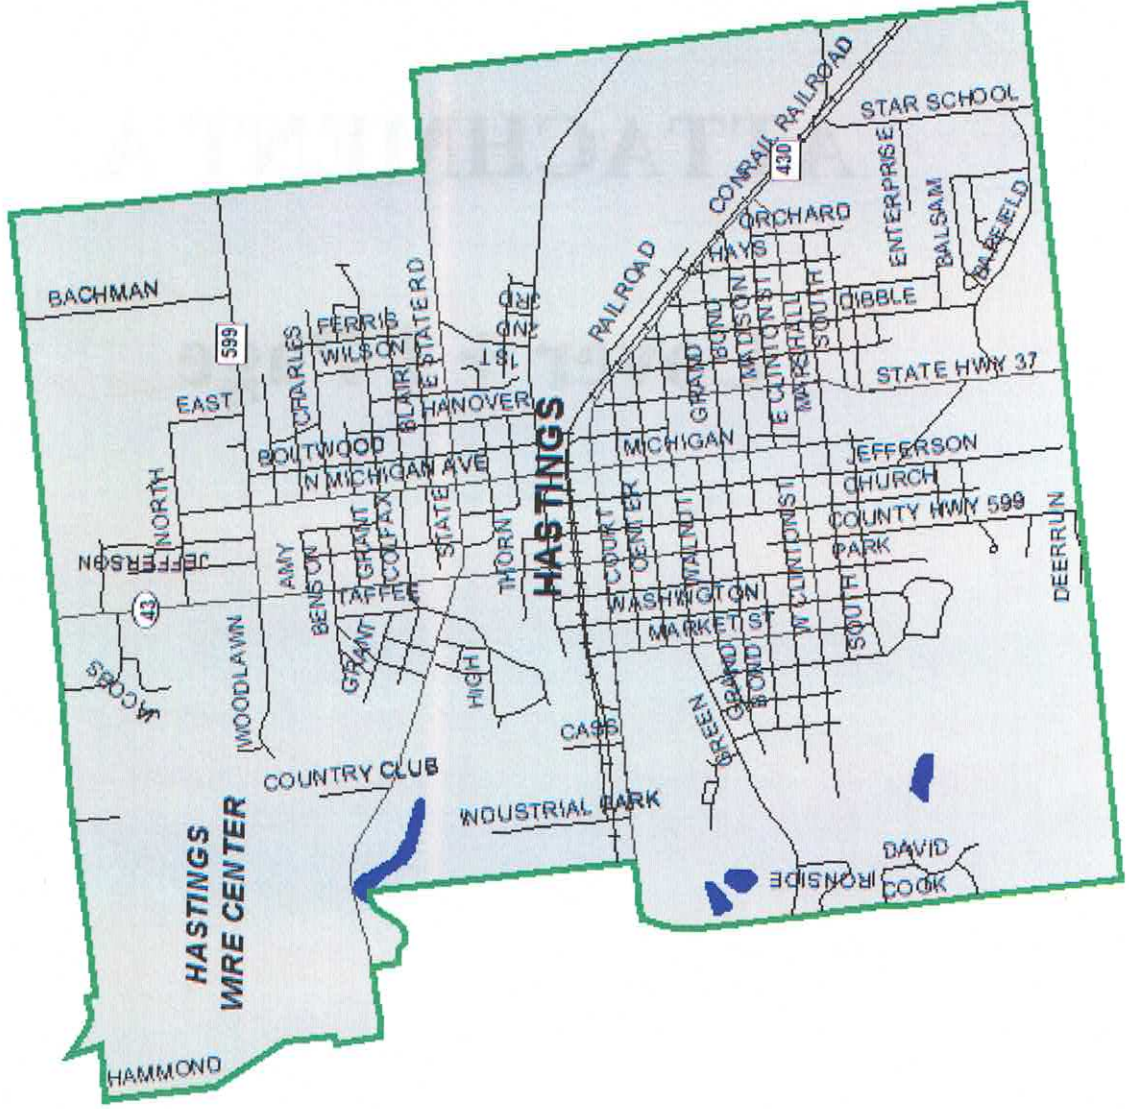 STAR SCHOOL
CONRAIL RAILROAD
430
ENTERPRISE
BALSAM
BAREFIELD
ORCHARD
HAYS
RAILROAD
BACHMAN
599
FERRIS
WILSON
CHARLES
BLAIR
E STATE RD
3RD
2ND
1ST
BOND
MADISON
E CLINTON ST
MARSHALL
SOUTH
DIBBLE
GRAND
STATE HWY 37
EAST
HANOVER
BOUTWOOD
N MICHIGAN AVE
MICHIGAN
JEFFERSON
CHURCH
COUNTY HWY 599
HASTINGS
NORTH
JEFFERSON
AMY
BENSON
GRANT
COLFAX
STATE
THORN
COURT
DENVER
WALNUT
PARK
W CLINTON ST
DEERRUN
TAFFEE
WASHINGTON
MARKET ST
SOUTH
43
JACOBS
WOODLAWN
GRANT
HIGH
GRAND
BOND
GREEN
CASS
COUNTRY CLUB
INDUSTRIAL PARK
HASTINGS
WIRE CENTER
IRONSIDE
DAVID
COOK
HAMMOND